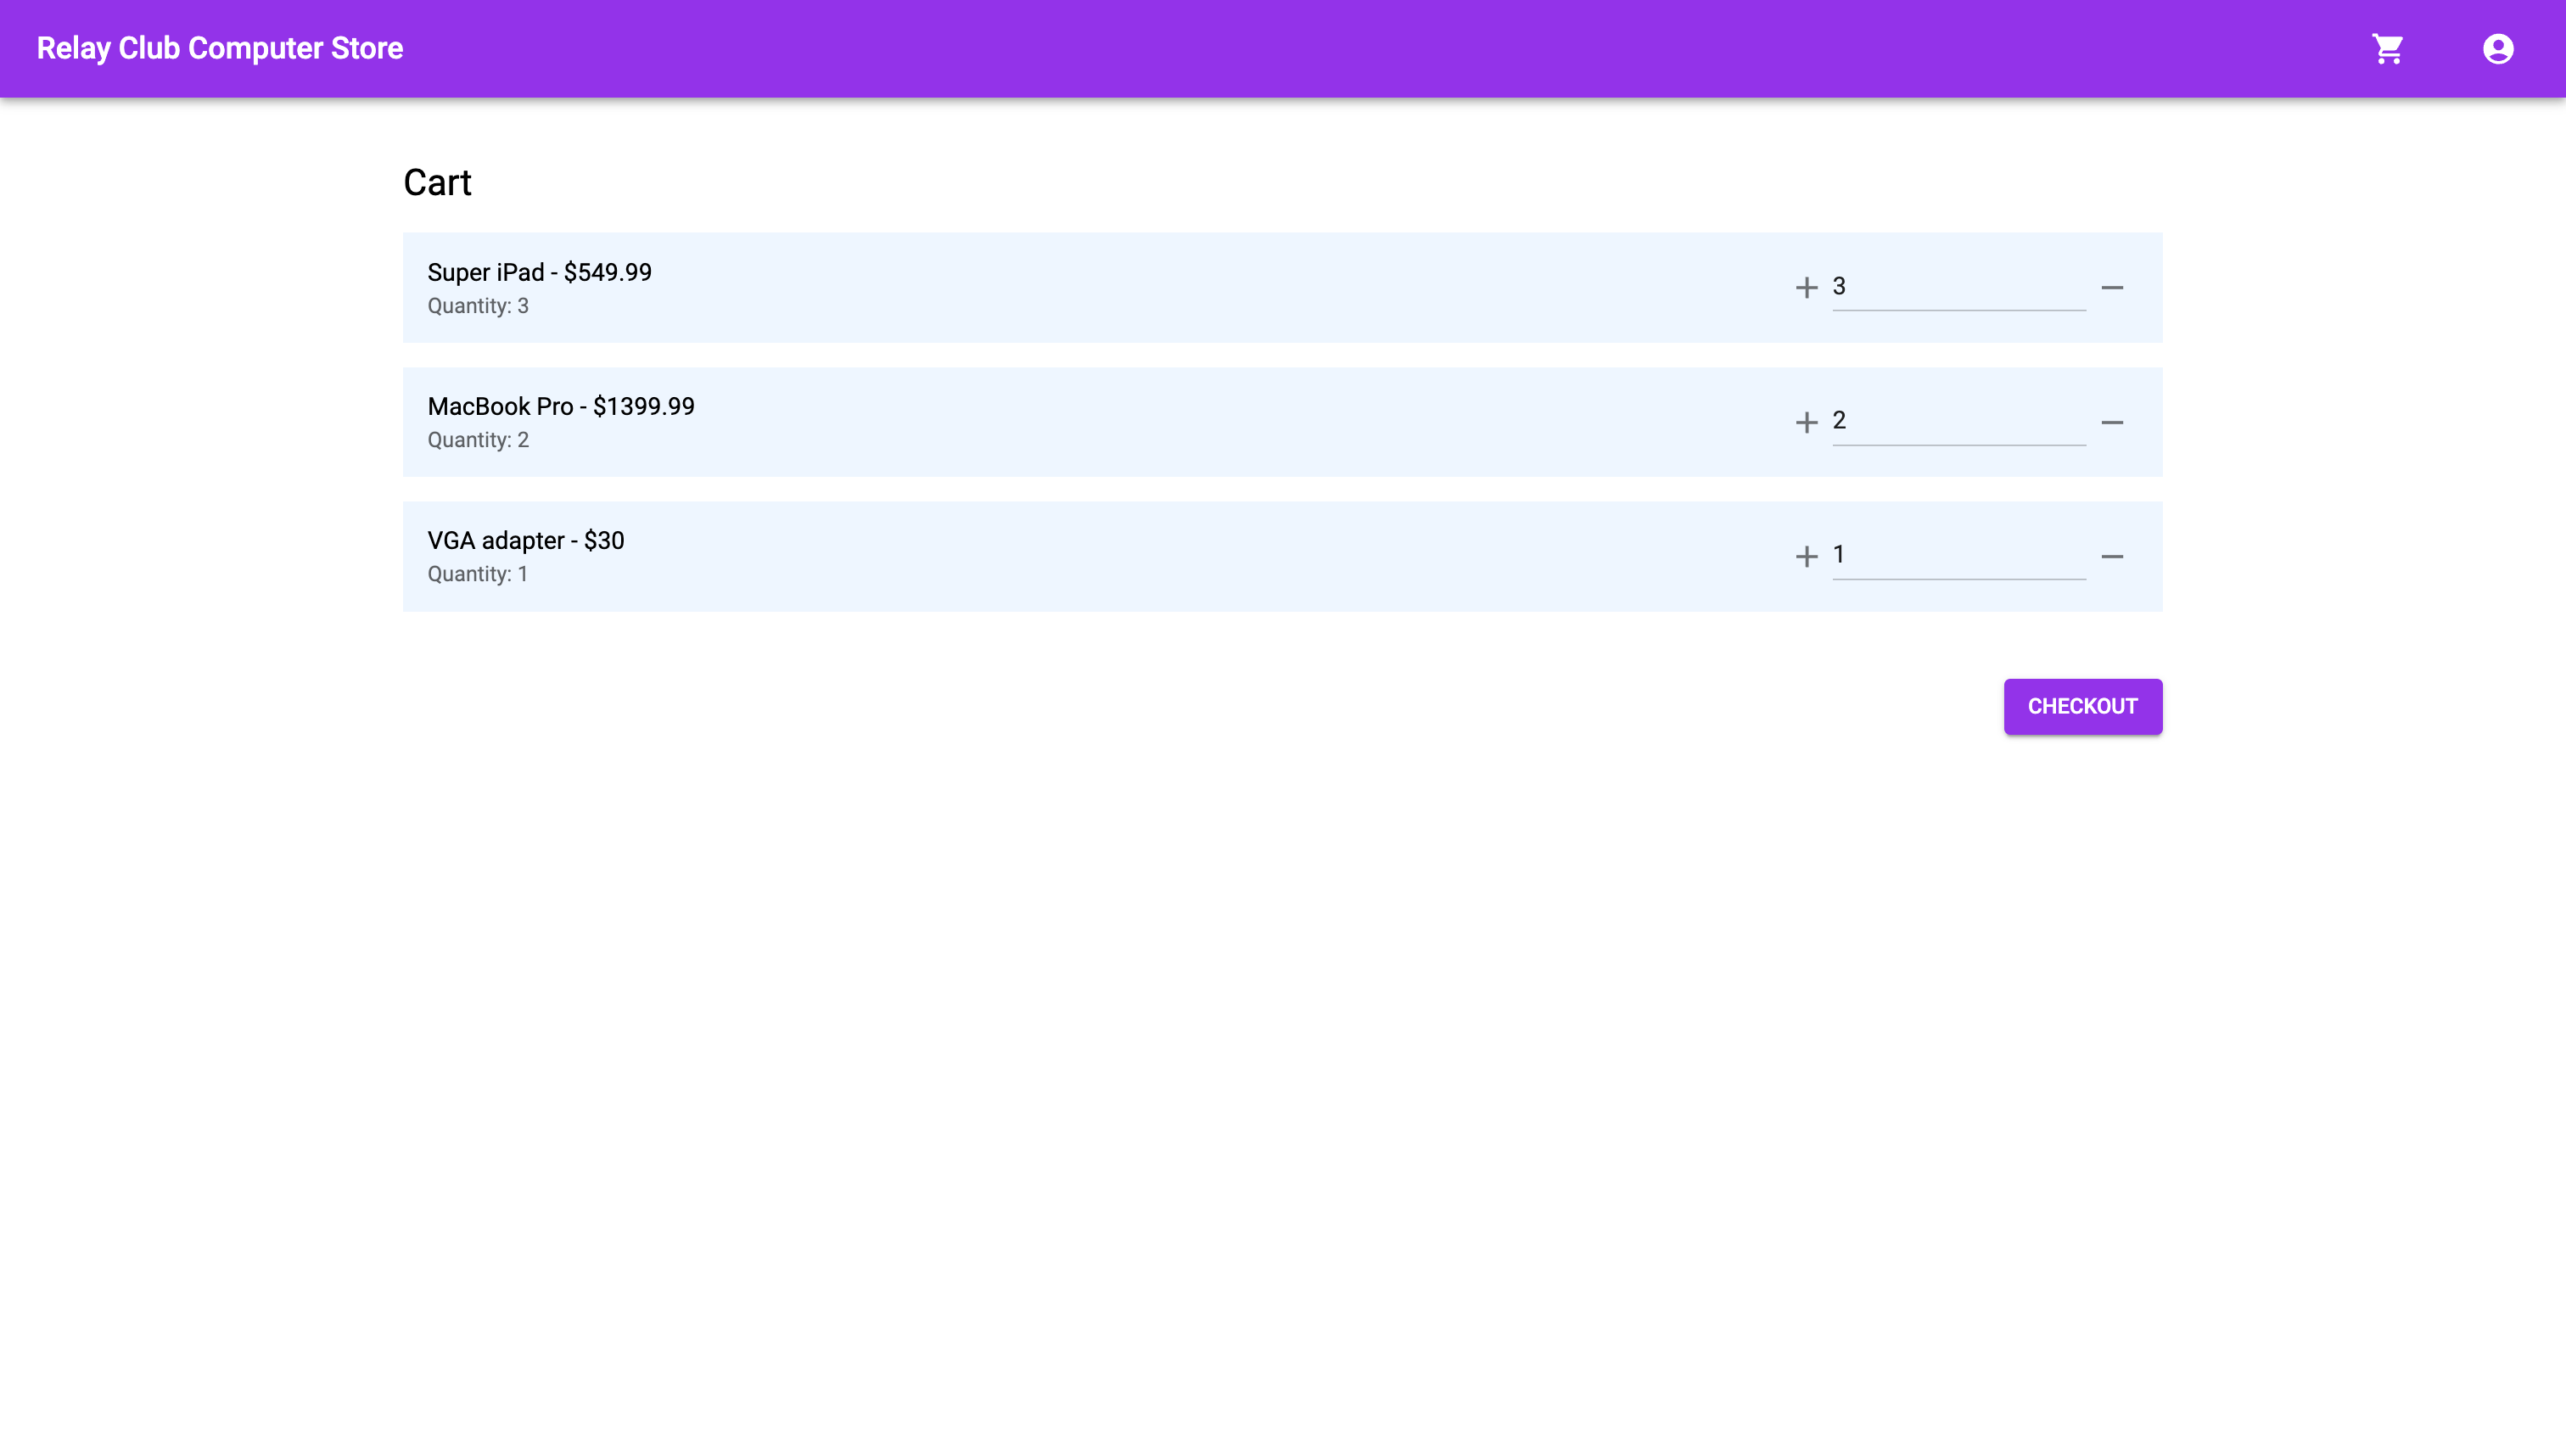 Relay Club Computer Store
Cart
Super iPad - $549.99
Quantity: 3
3
MacBook Pro - $1399.99
Quantity: 2
2
VGA adapter - $30
Quantity: 1
1
CHECKOUT